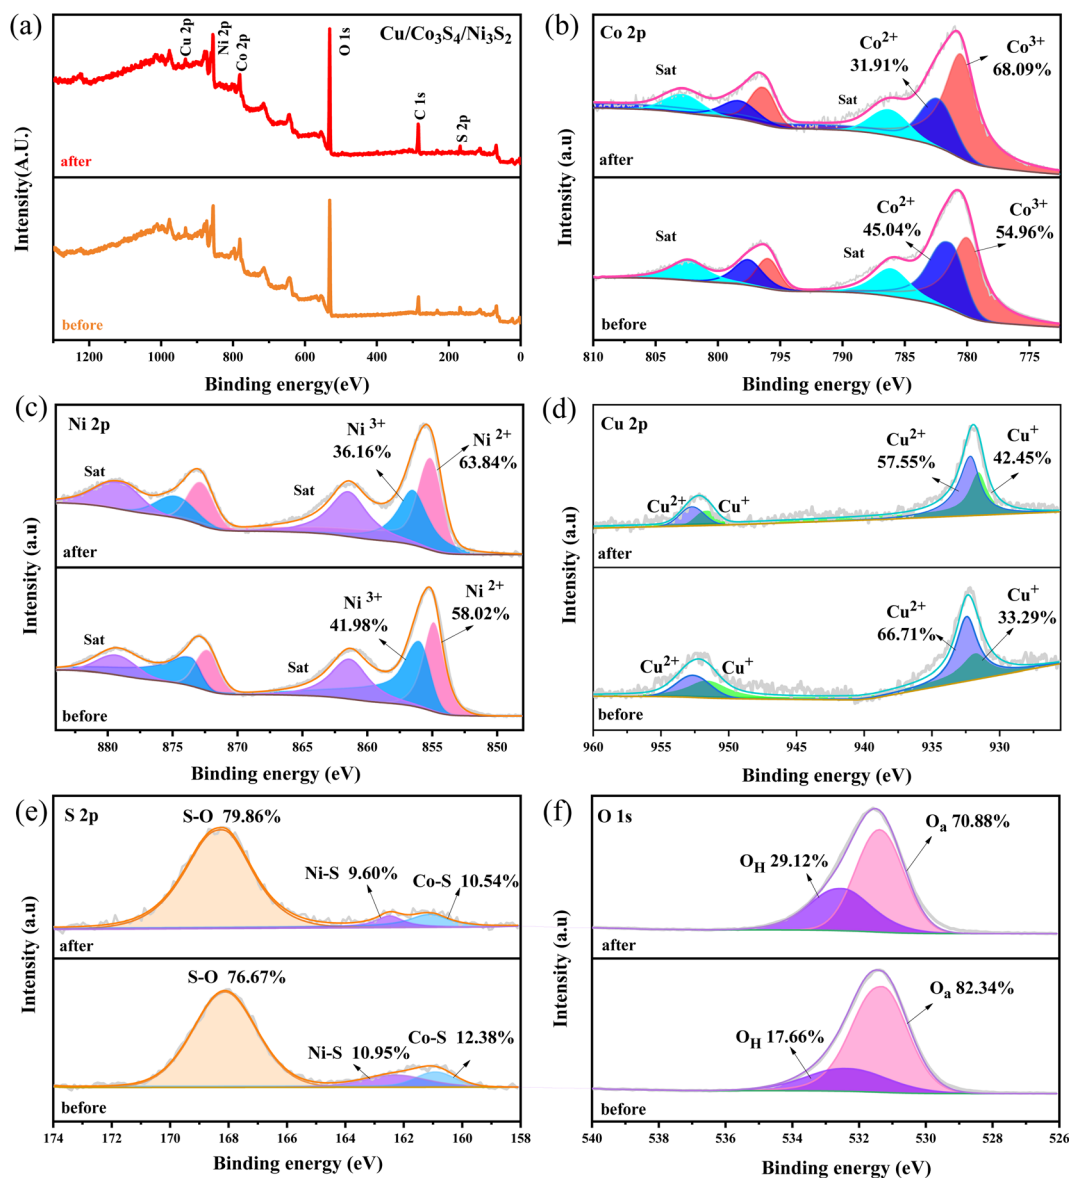 (a)
Cu/Co3S4/Ni3S2
Cu 2p
Ni 2p
Co 2p
O 1s
C 1s
S 2p
after
before
Intensity(A.U.)
1200 1000 800 600 400 200 0
Binding energy(eV)
(b)
Co 2p
Sat
Sat
Co2+
31.91%
Co3+
68.09%
after
Sat
Sat
Co2+
45.04%
Co3+
54.96%
before
Intensity (a.u)
810 805 800 795 790 785 780 775
Binding energy (eV)
(c)
Ni 2p
Sat
Sat
Ni 3+
36.16%
Ni 2+
63.84%
after
Sat
Sat
Ni 3+
41.98%
Ni 2+
58.02%
before
Intensity (a.u)
880 875 870 865 860 855 850
Binding energy (eV)
(d)
Cu 2p
Cu2+
Cu+
Cu2+
57.55%
Cu+
42.45%
after
Cu2+
Cu+
Cu2+
66.71%
Cu+
33.29%
before
Intensity (a.u)
960 955 950 945 940 935 930
Binding energy (eV)
(e)
S 2p
S-O 79.86%
Ni-S 9.60%
Co-S 10.54%
after
S-O 76.67%
Ni-S 10.95%
Co-S 12.38%
before
Intensity (a.u)
174 172 170 168 166 164 162 160 158
Binding energy (eV)
(f)
O 1s
OH 29.12%
Oa 70.88%
after
OH 17.66%
Oa 82.34%
before
Intensity (a.u)
540 538 536 534 532 530 528 526
Binding energy (eV)